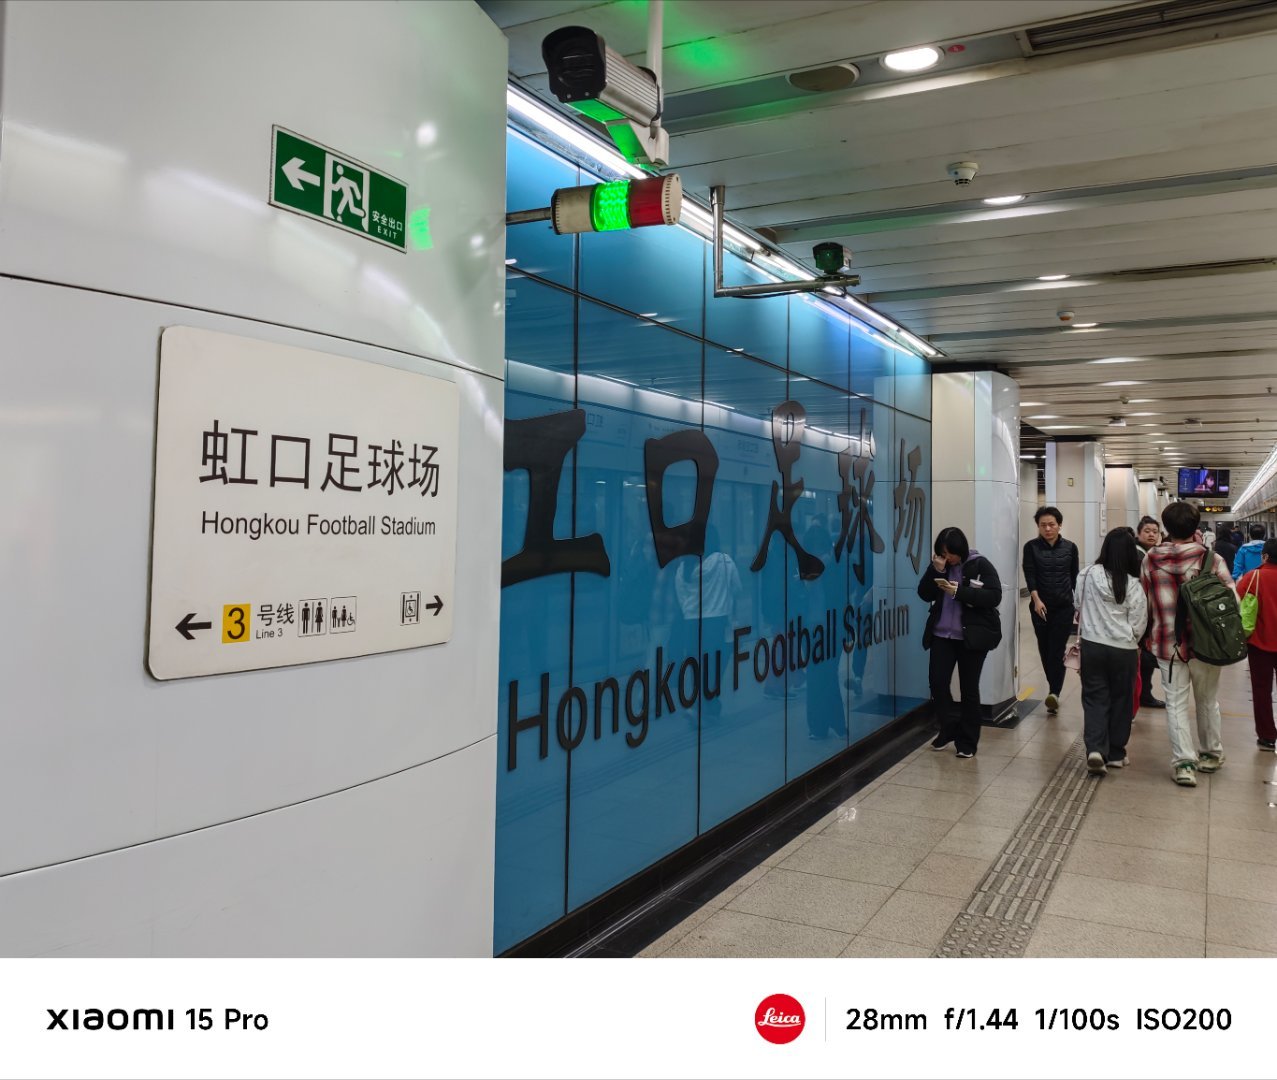 安全出口
EXIT
虹口足球场
Hongkou Football Stadium
3 号线
Line 3
虹口足球场
Hongkou Football Stadium
xiaomi 15 Pro
Leica
28mm f/1.44 1/100s ISO200